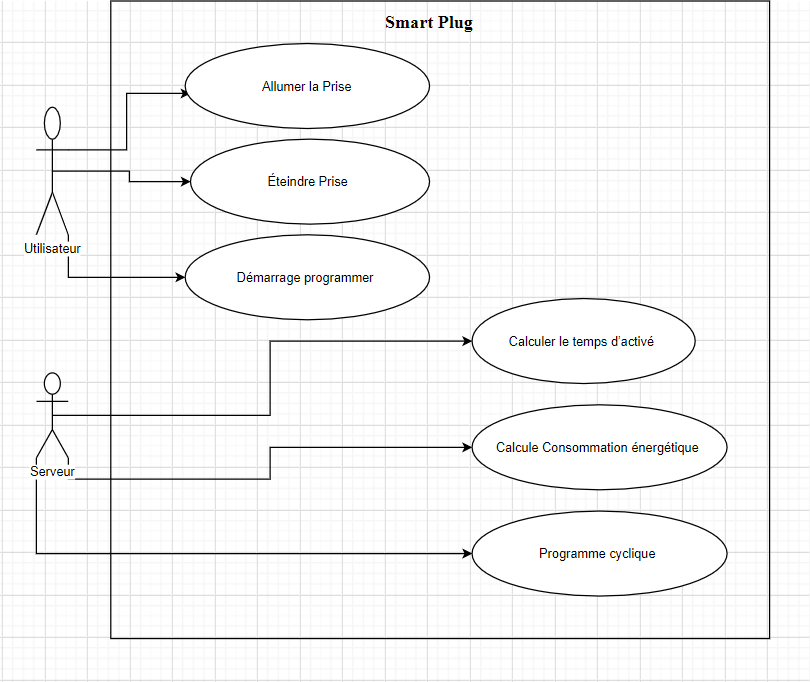 Smart Plug
Allumer la Prise
Éteindre Prise
Utilisateur
Démarrage programmer
Calculer le temps d'activé
Serveur
Calcule Consommation énergétique
Programme cyclique